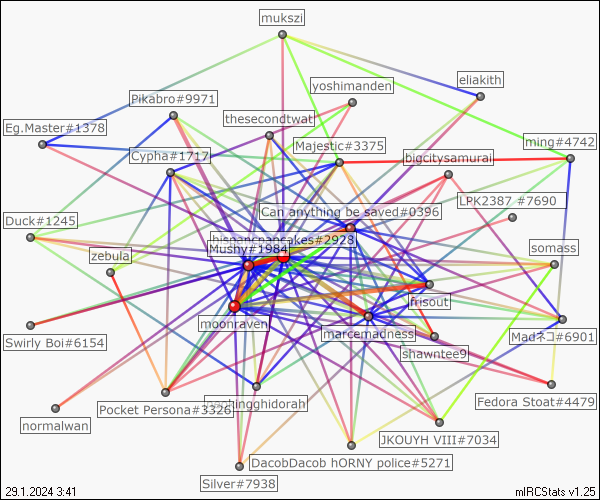 mukszi
eliakith
yoshimanden
Pikabro#9971
thesecondtwat
Eg.Master#1378
Majestic#3375
ming#4742
Cypha#1717
bigcitysamurai
LPK2387 #7690
Can anything be saved#0396
Duck#1245
2928
Mushy#1984
somass
zebula
frisout
moonraven
marcemadness
Madネコ#6901
Swirly Boi#6154
shawntee9
Fedora Stoat#4479
Pocket Persona#3326
ingghidorah
normalwan
JKOUYH VIII#7034
DacobDacob hORNY police#5271
Silver#7938
29.1.2024 3:41
mIRCStats v1.25